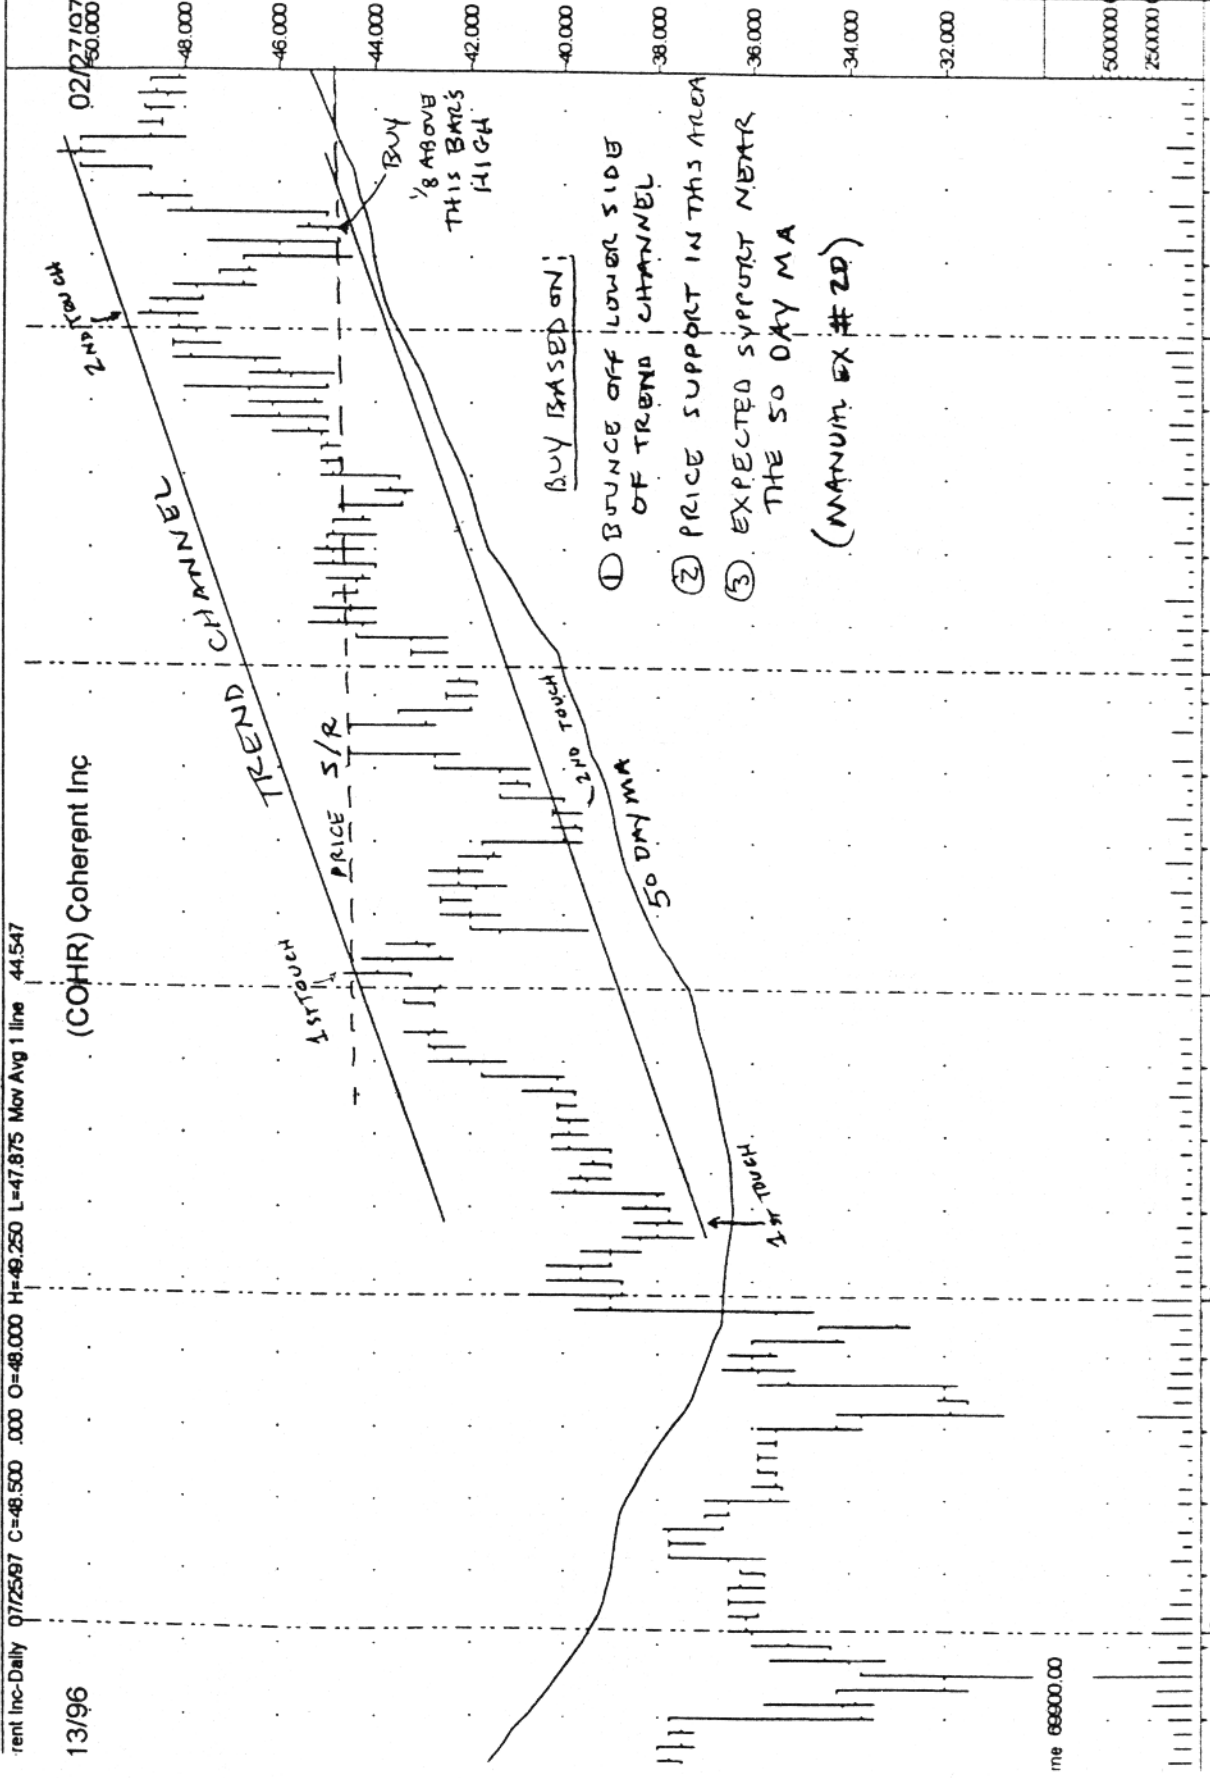 rent Inc-Daily 07/25/97 C=48.500 .000 O=48.000 H=49.250 L=47.875 Mov Avg 1 line 44.547
13/96
(COHR) Coherent Inc
02/27/07
50.000
48.000
46.000
44.000
42.000
40.000
38.000
36.000
34.000
32.000
500000
250000
me 69900.00
2ND TOUCH
TREND CHANNEL
1ST TOUCH
PRICE S/R
BUY
1/8 ABOVE
THIS BAR'S
HIGH
2ND TOUCH
50 DAY MA
1ST TOUCH
BUY BASED ON:
① BOUNCE OFF LOWER SIDE
OF TREND CHANNEL
② PRICE SUPPORT IN THIS AREA
③ EXPECTED SUPPORT NEAR
THE 50 DAY MA
(MANUAL EX # 2D)